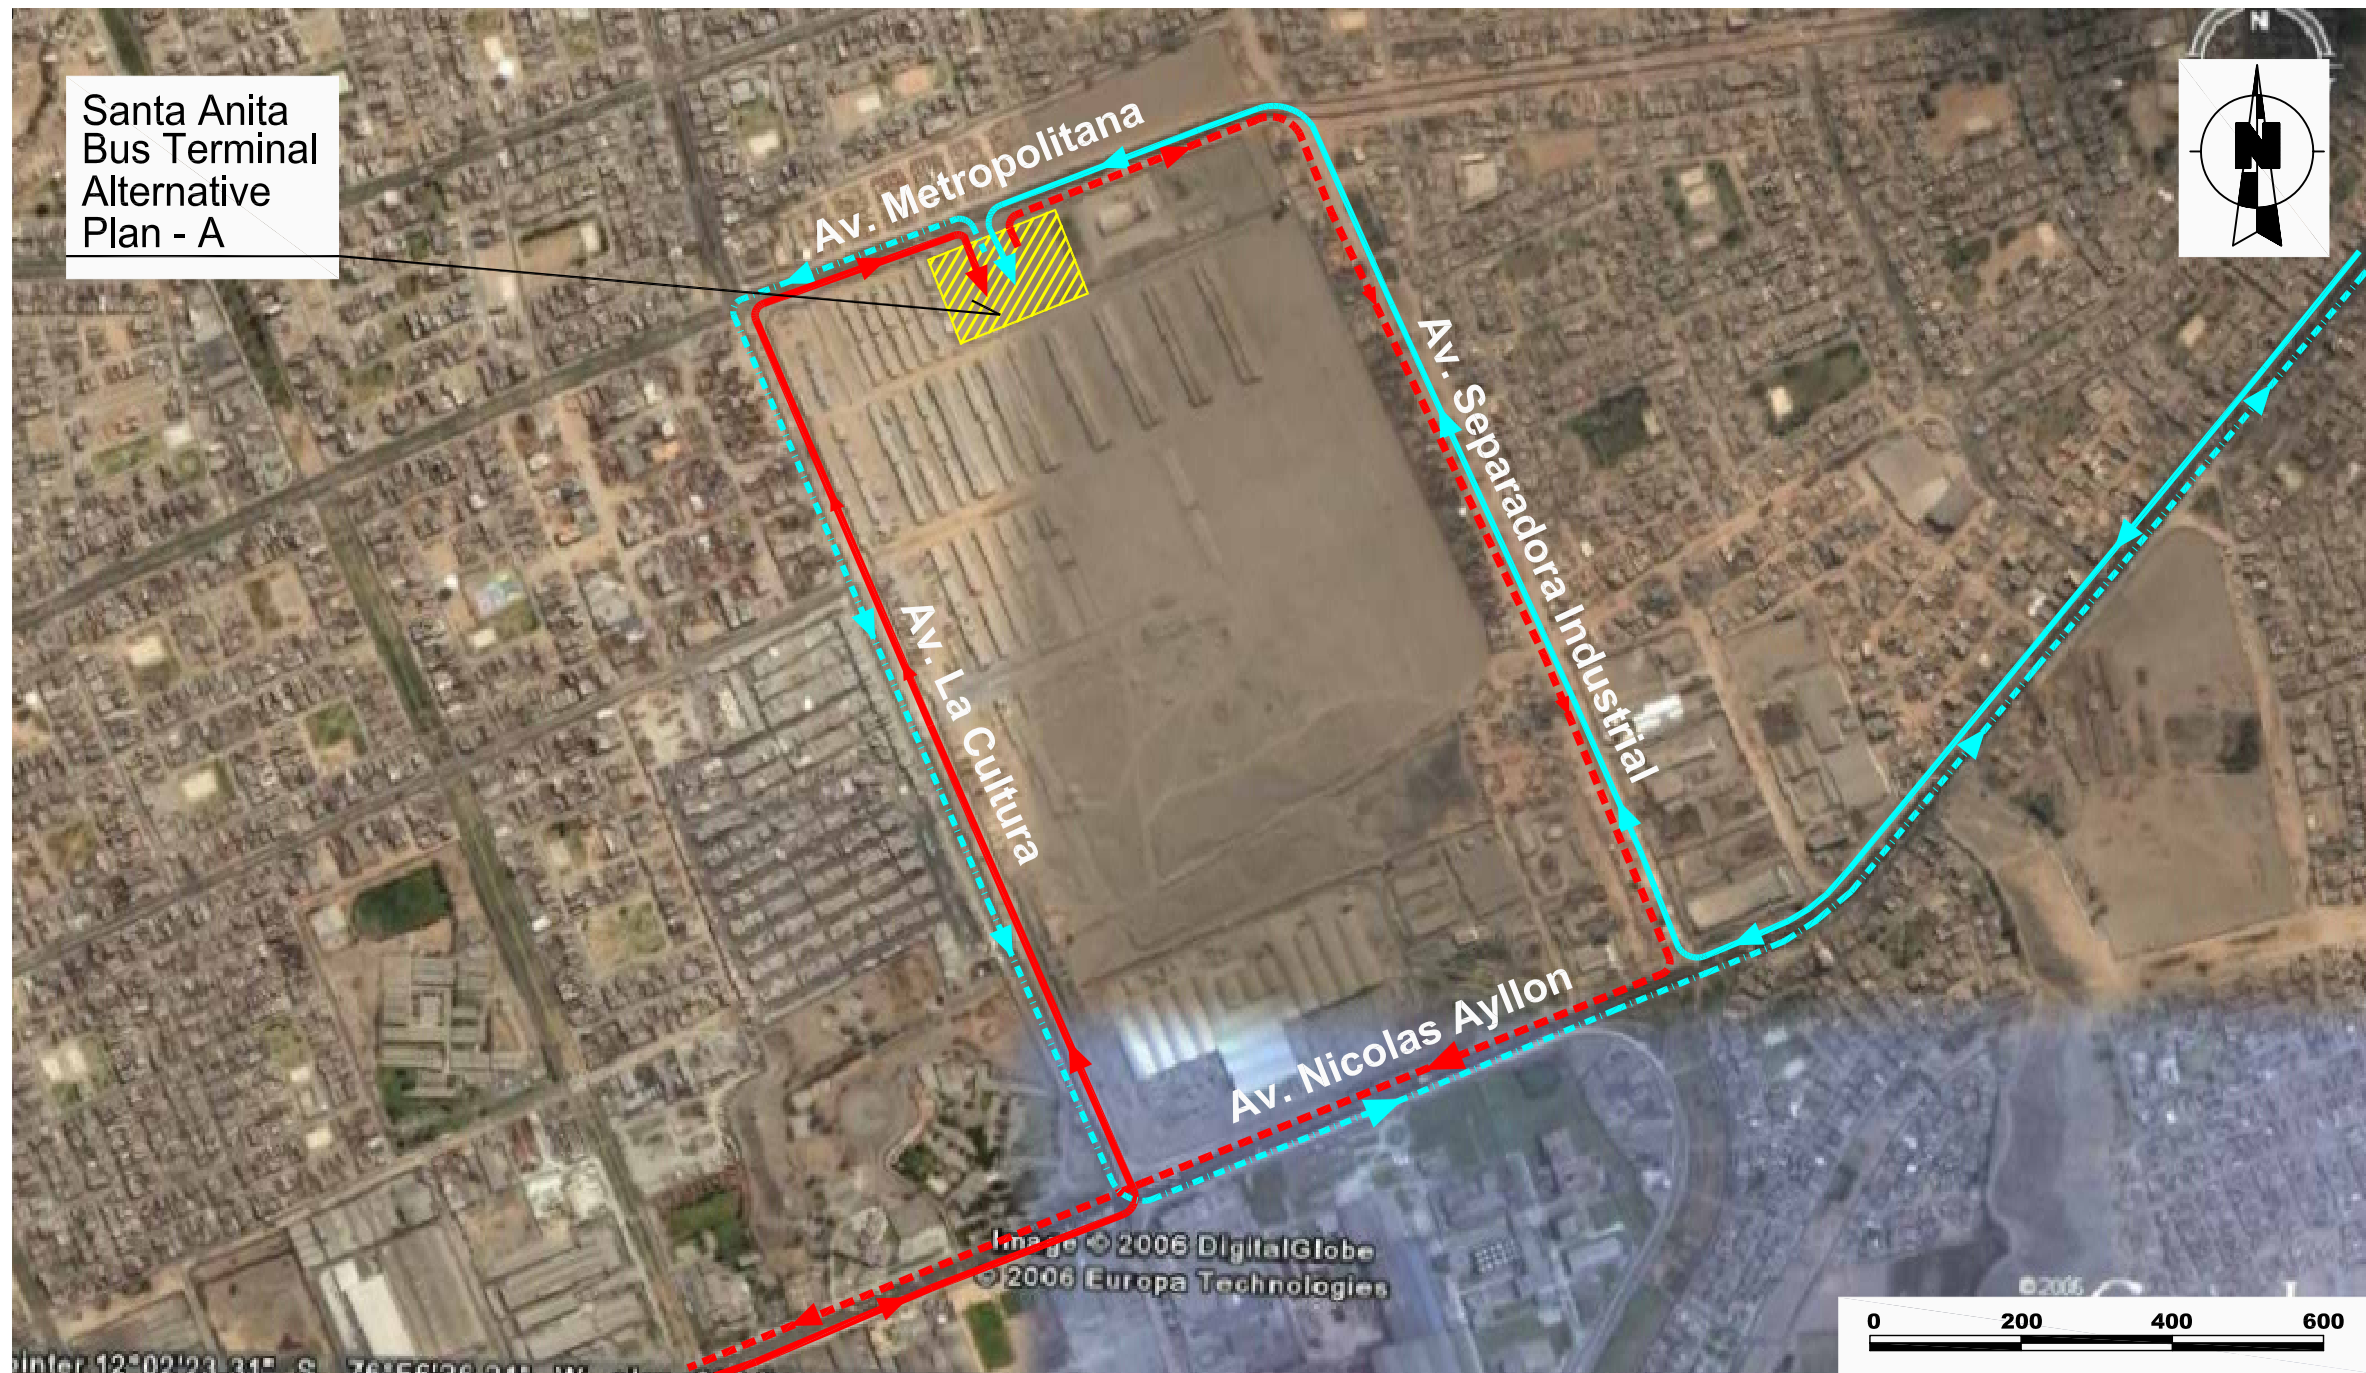 N
N
Santa Anita
Bus Terminal
Alternative
Plan - A
Av. Metropolitana
Av. Separadora Industrial
Av. La Cultura
Av. Nicolas Ayllon
Image © 2006 DigitalGlobe
© 2006 Europa Technologies
©2006
0 200 400 600